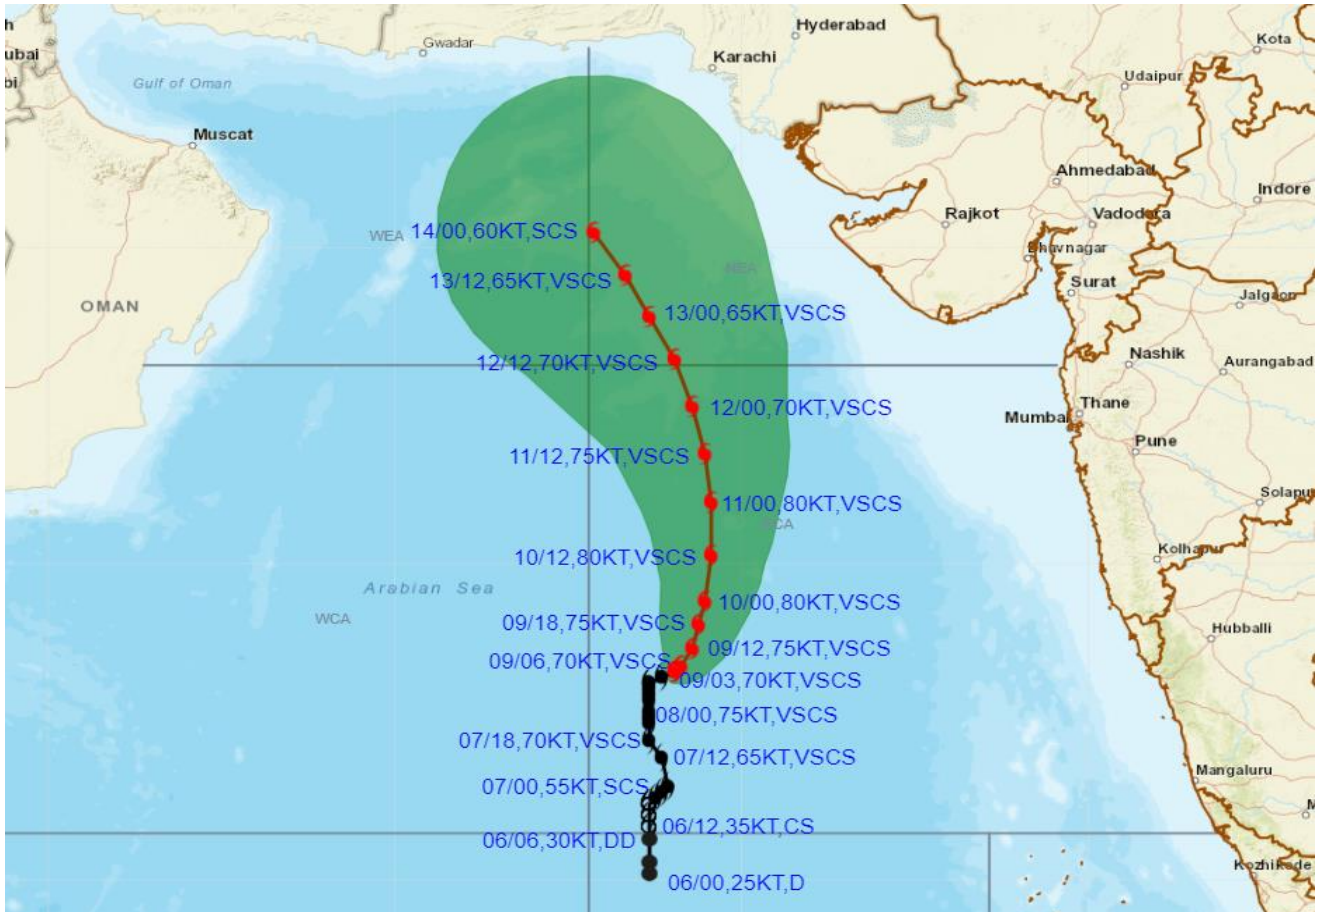 h
Hyderabad
Gwadar
Kota
ubai
Karachi
bi
Gulf of Oman
Udaipur
Muscat
Ahmedabad
Indore
Rajkot
Vadodora
14/00,60KT,SCS
WEA
Bhavnagar
NEA
13/12,65KT,VSCS
Surat
OMAN
Jalgaon
13/00,65KT,VSCS
Nashik
12/12,70KT,VSCS
Aurangabad
12/00,70KT,VSCS
Thane
Mumbai
Pune
11/12,75KT,VSCS
Solapu
11/00,80KT,VSCS
ECA
10/12,80KT,VSCS
Kolhapur
Arabian Sea
10/00,80KT,VSCS
WCA
09/18,75KT,VSCS
Hubballi
09/12,75KT,VSCS
09/06,70KT,VSCS
09/03,70KT,VSCS
08/00,75KT,VSCS
07/18,70KT,VSCS
07/12,65KT,VSCS
Mangaluru
07/00,55KT,SCS
M
06/12,35KT,CS
06/06,30KT,DD
Kozhikode
06/00,25KT,D